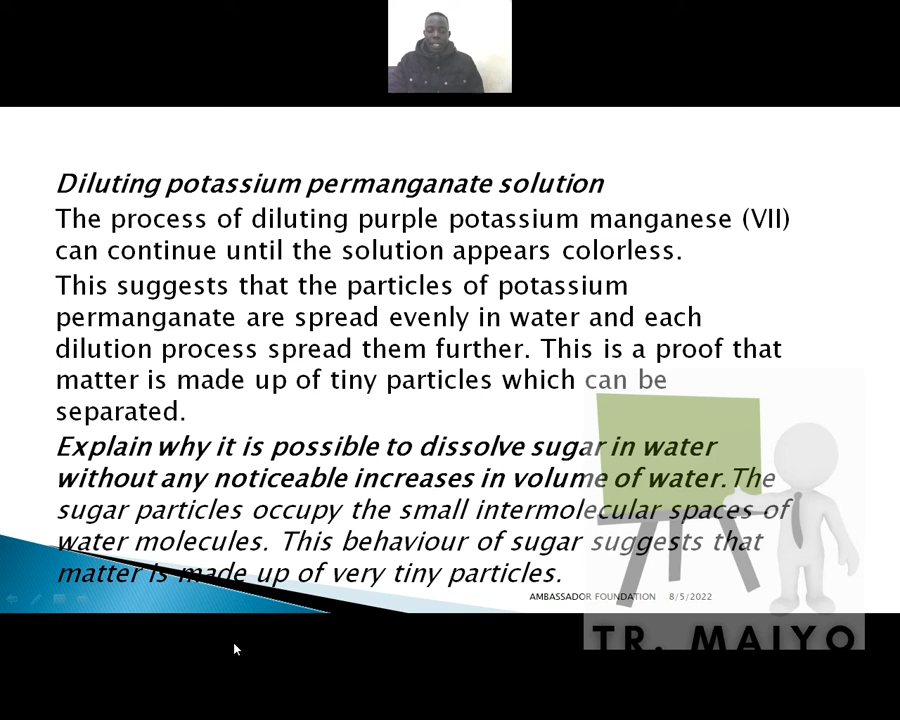 Diluting potassium permanganate solution
The process of diluting purple potassium manganese (VII)
can continue until the solution appears colorless.
This suggests that the particles of potassium
permanganate are spread evenly in water and each
dilution process spread them further. This is a proof that
matter is made up of tiny particles which can be
separated.
Explain why it is possible to dissolve sugar in water
without any noticeable increases in volume of water.The
sugar particles occupy the small intermolecular spaces of
water molecules. This behaviour of sugar suggests that
matter is made up of very tiny particles.
AMBASSADOR FOUNDATION 8/5/2022
TR. MAIYO